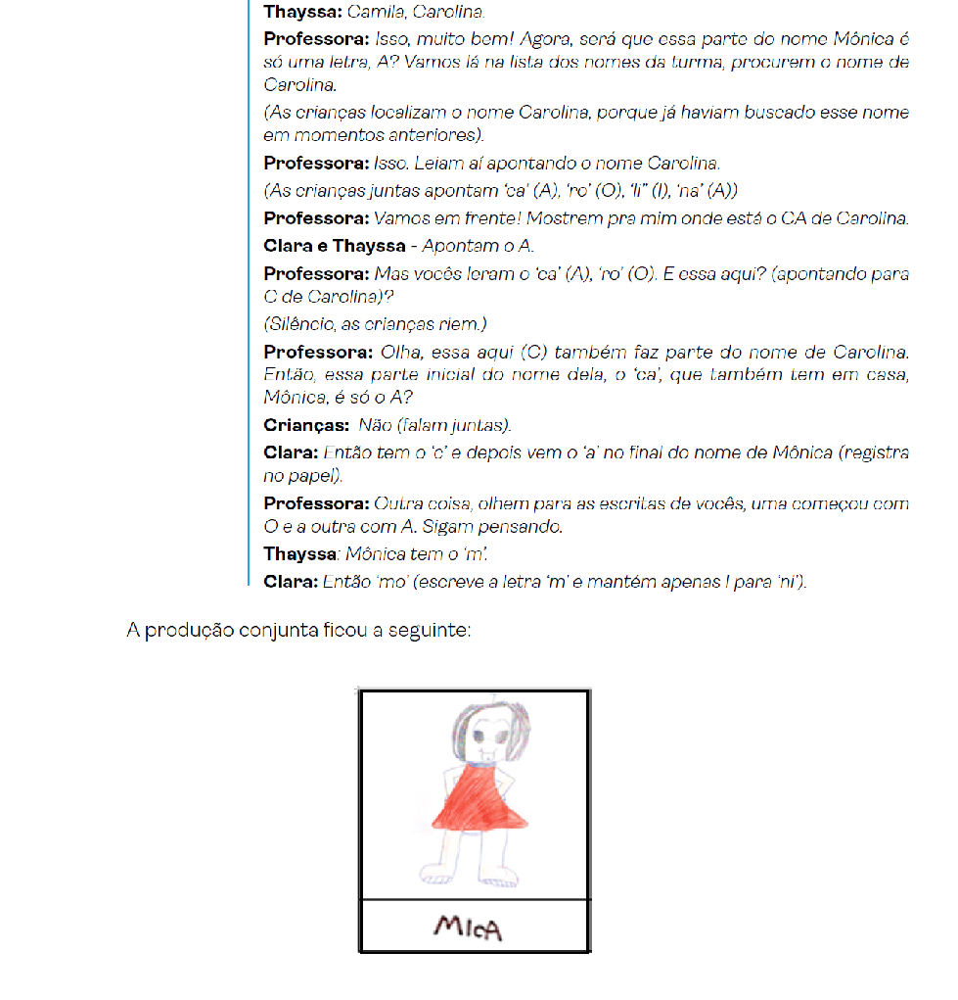 Thayssa: Camila, Carolina.
Professora: Isso, muito bem! Agora, será que essa parte do nome Mônica é
só uma letra, A? Vamos lá na lista dos nomes da turma, procurem o nome de
Carolina.
(As crianças localizam o nome Carolina, porque já haviam buscado esse nome
em momentos anteriores).
Professora: Isso. Leiam aí apontando o nome Carolina.
(As crianças juntas apontam ‘ca’ (A), ‘ro’ (O), ‘li” (I), ‘na’ (A))
Professora: Vamos em frente! Mostrem pra mim onde está o CA de Carolina.
Clara e Thayssa - Apontam o A.
Professora: Mas vocês leram o ‘ca’ (A), ‘ro’ (O). E essa aqui? (apontando para
C de Carolina)?
(Silêncio, as crianças riem.)
Professora: Olha, essa aqui (C) também faz parte do nome de Carolina.
Então, essa parte inicial do nome dela, o ‘ca’, que também tem em casa,
Mônica, é só o A?
Crianças: Não (falam juntas).
Clara: Então tem o ‘c’ e depois vem o ‘a’ no final do nome de Mônica (registra
no papel).
Professora: Outra coisa, olhem para as escritas de vocês, uma começou com
O e a outra com A. Sigam pensando.
Thayssa: Mônica tem o ‘m’.
Clara: Então ‘mo’ (escreve a letra ‘m’ e mantém apenas I para ‘ni’).
A produção conjunta ficou a seguinte:
MICA